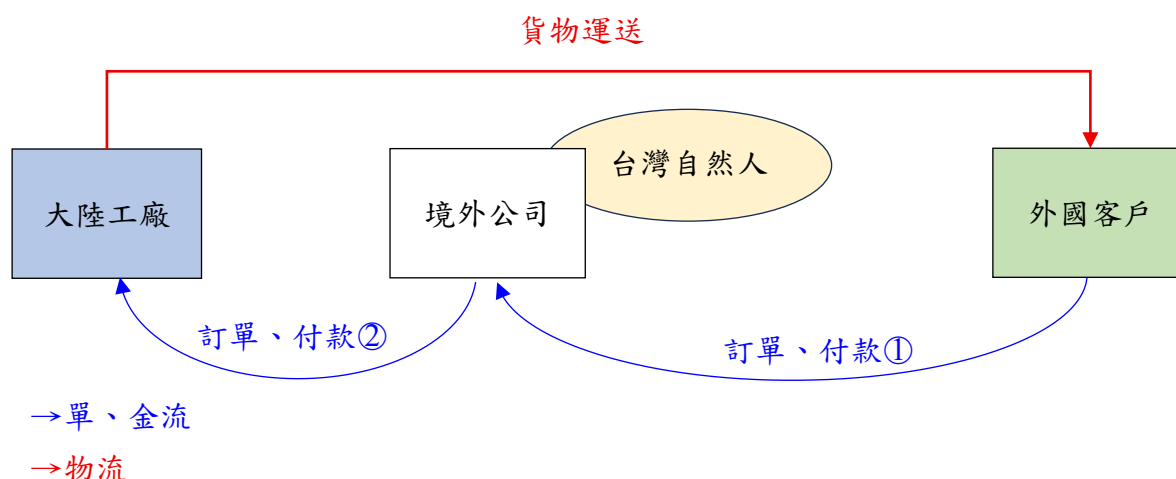 貨物運送
台灣自然人
大陸工廠
境外公司
外國客戶
訂單、付款②
訂單、付款①
→單、金流
→物流